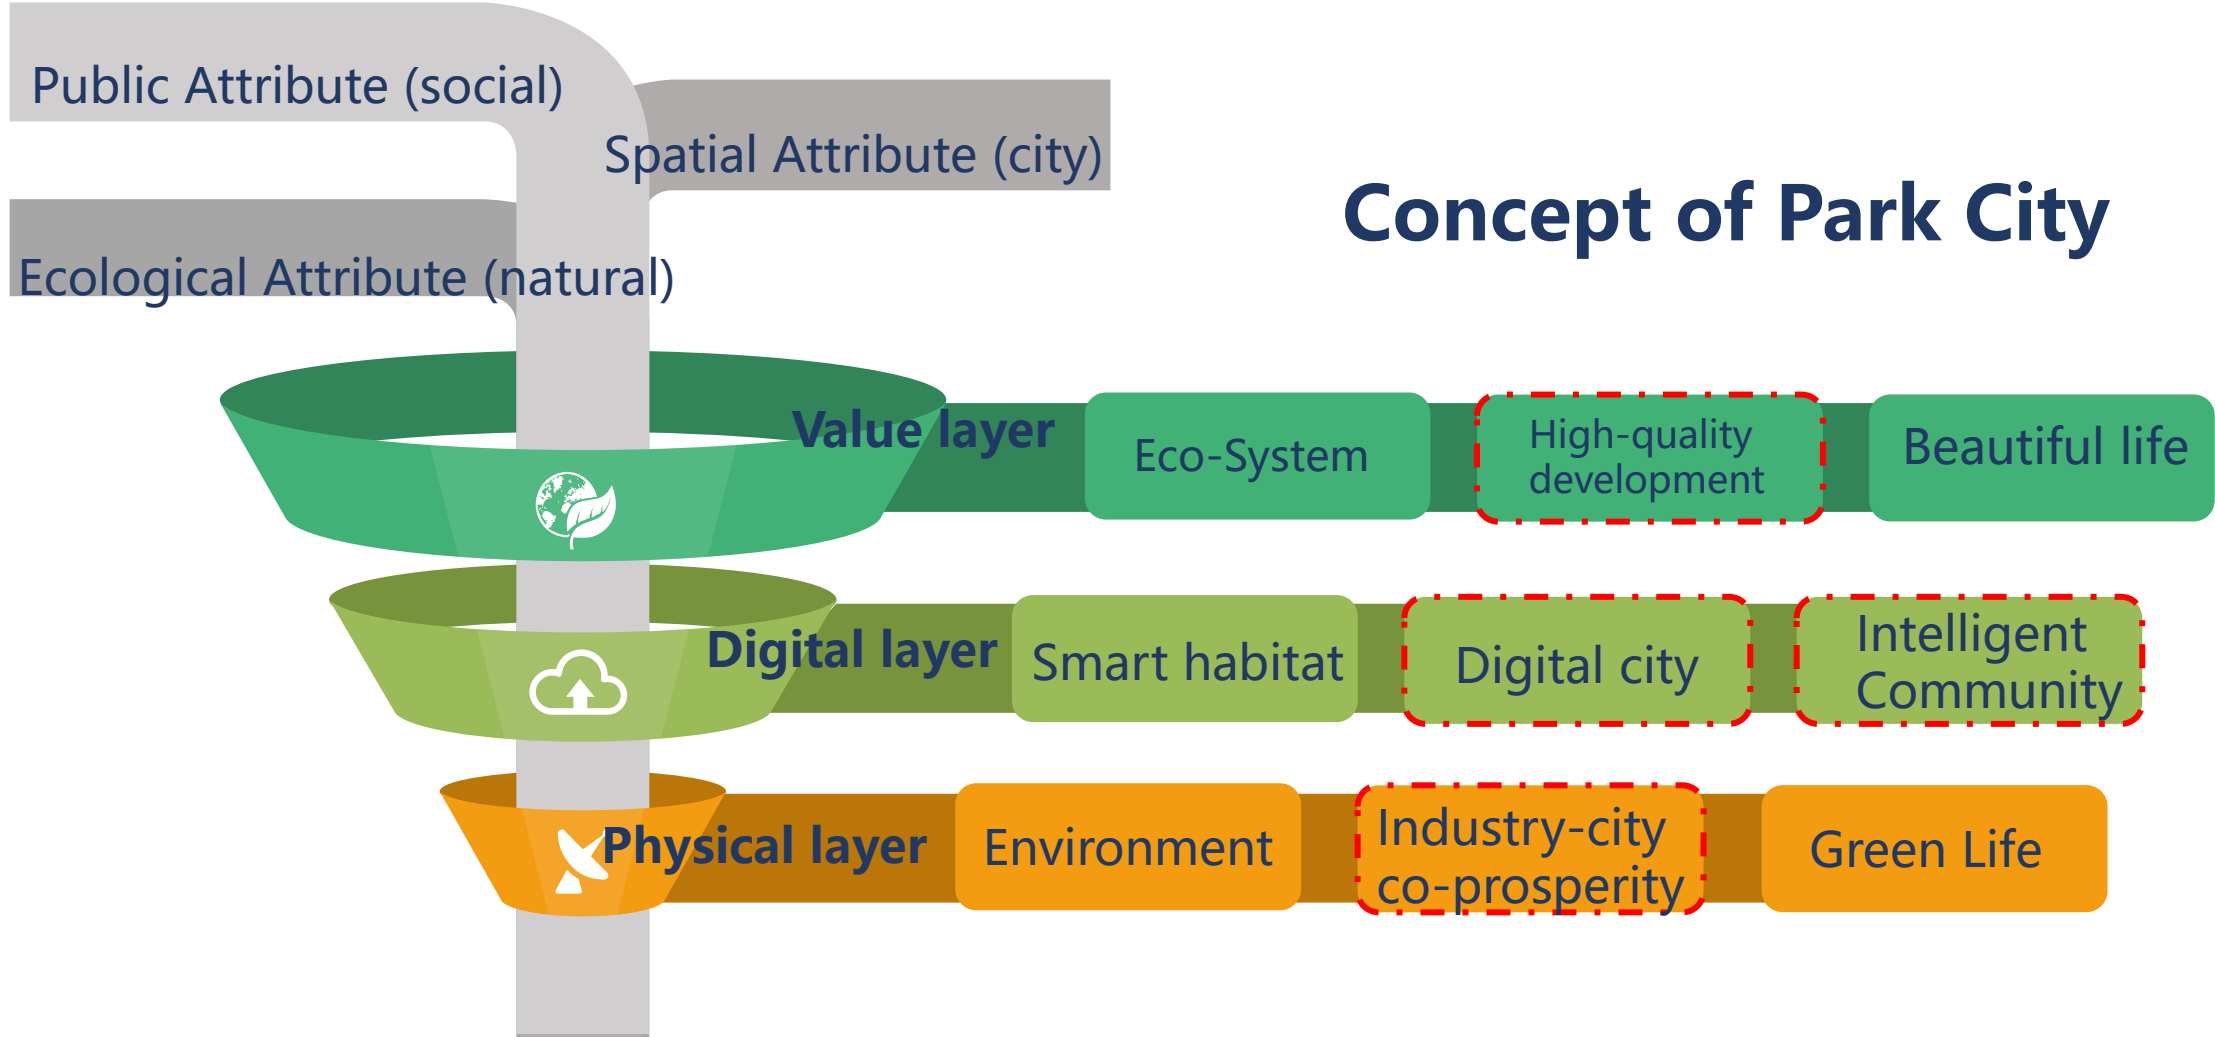 Public Attribute (social)
Spatial Attribute (city)
Concept of Park City
Ecological Attribute (natural)
Value layer
Eco-System
High-quality
development
Beautiful life
Digital layer
Smart habitat
Digital city
Intelligent
Community
Physical layer
Environment
Industry-city
co-prosperity
Green Life